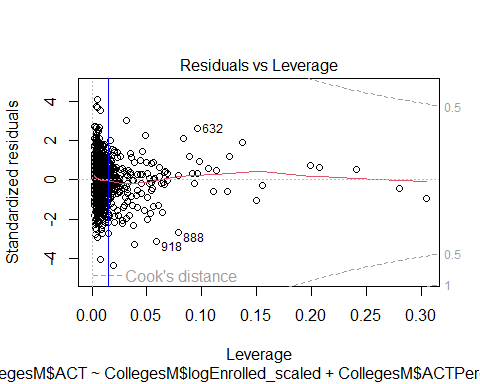 Residuals vs Leverage
Standardized residuals
4
2
0
-2
-4
632
888
918
0.5
0.5
1
Cook's distance
0.00 0.05 0.10 0.15 0.20 0.25 0.30
Leverage
egesM$ACT ~ CollegesM$logEnrolled_scaled + CollegesM$ACTPer